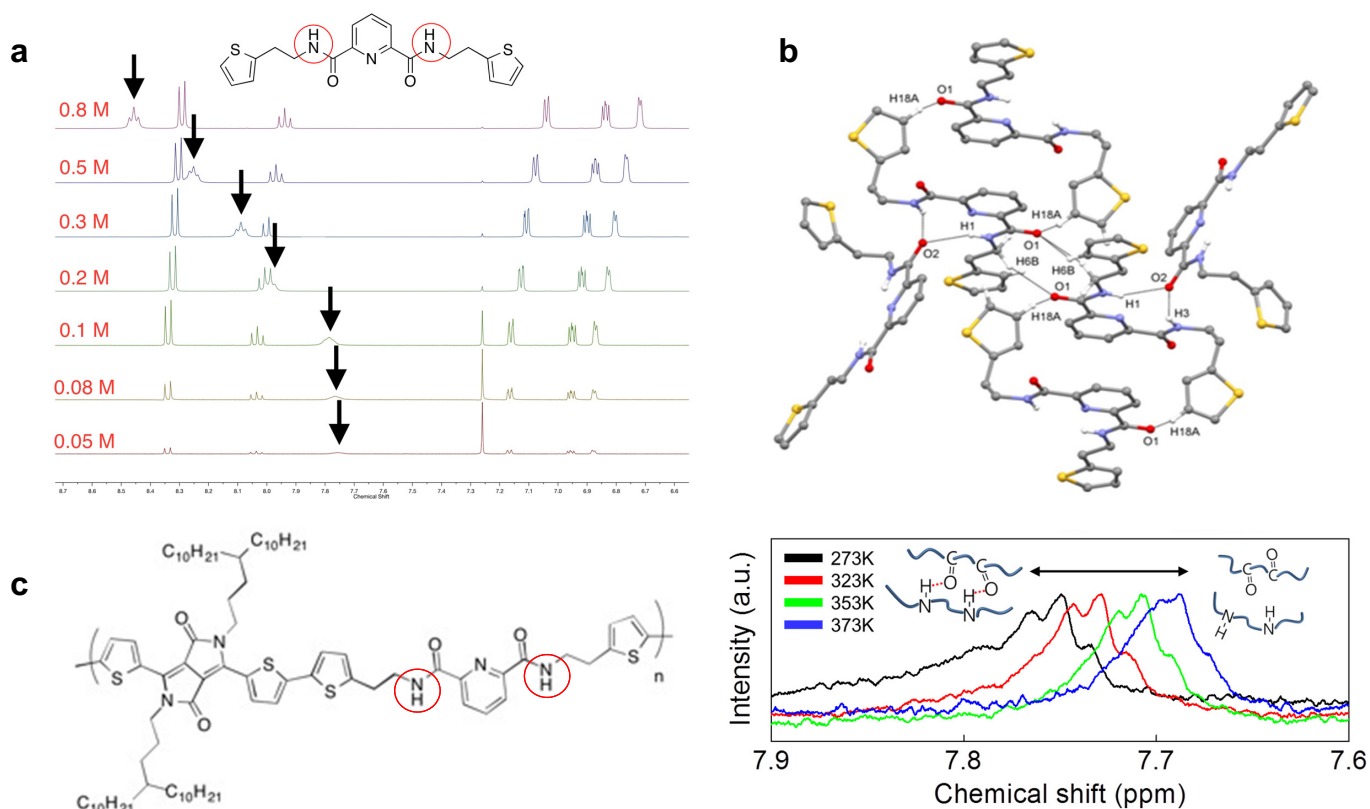 a
S
H
N
N
H
N
S
O
O
0.8 M
0.5 M
0.3 M
0.2 M
0.1 M
0.08 M
0.05 M
8.7 8.6 8.5 8.4 8.3 8.2 8.1 8.0 7.9 7.8 7.7 7.6 7.5 7.4 7.3 7.2 7.1 7.0 6.9 6.8 6.7 6.6
Chemical Shift
b
H18A O1
H1 H18A
O2 O1
H6B
H6B O2
O1 H1
H18A H3
O1 H18A
c
C10H21 C10H21
O N
S
S S
N O
O
N
H
N
O
N
H
S
n
C10H21 C10H21
273K
323K
353K
373K
C C
O O
H H
N N
C O
C O
N H
H N
Intensity (a.u.)
7.9 7.8 7.7 7.6
Chemical shift (ppm)